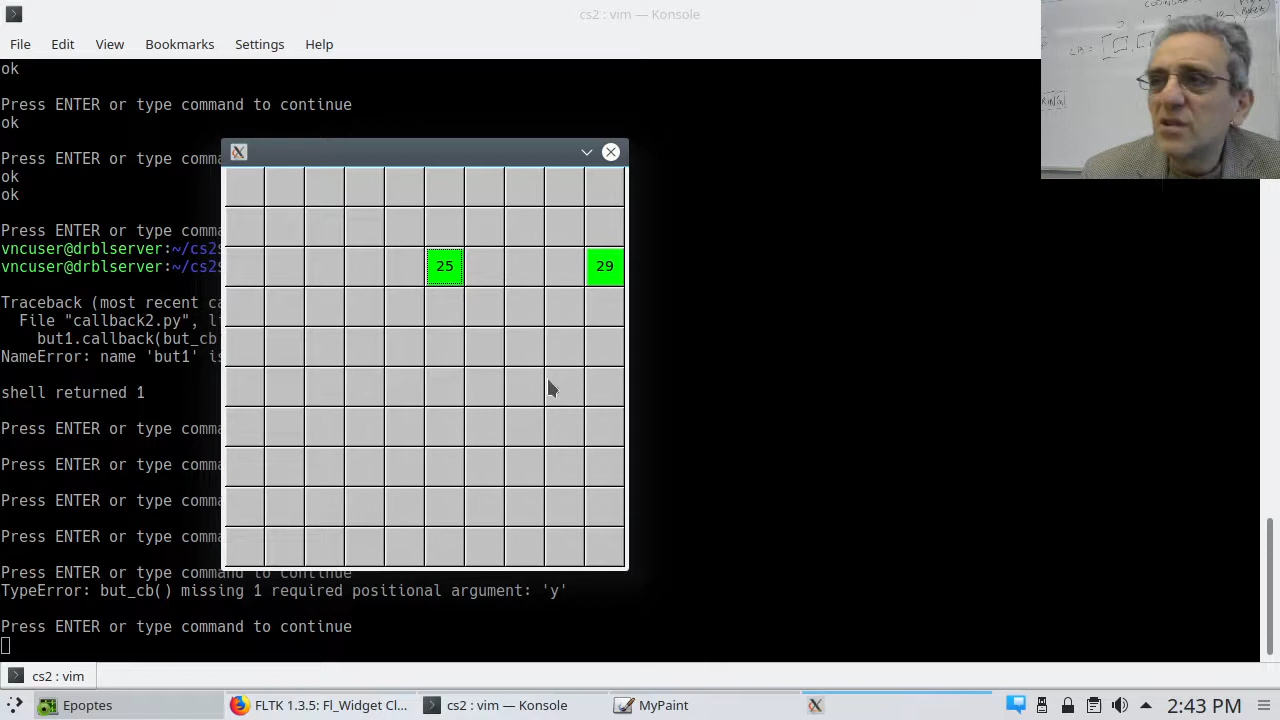 cs2 : vim — Konsole
File Edit View Bookmarks Settings Help
ok
Press ENTER or type command to continue
ok
Press ENTER or type comma
ok
ok
Press ENTER or type comma
vncuser@drblserver:~/cs2
vncuser@drblserver:~/cs2
25 29
Traceback (most recent ca
File "callback2.py", li
but1.callback(but_cb
NameError: name 'but1' is
shell returned 1
Press ENTER or type comma
Press ENTER or type comma
Press ENTER or type comma
Press ENTER or type comma
Press ENTER or type command to continue
TypeError: but_cb() missing 1 required positional argument: 'y'
Press ENTER or type command to continue
cs2 : vim
Epoptes
FLTK 1.3.5: Fl_Widget Cl...
cs2 : vim — Konsole
MyPaint
2:43 PM